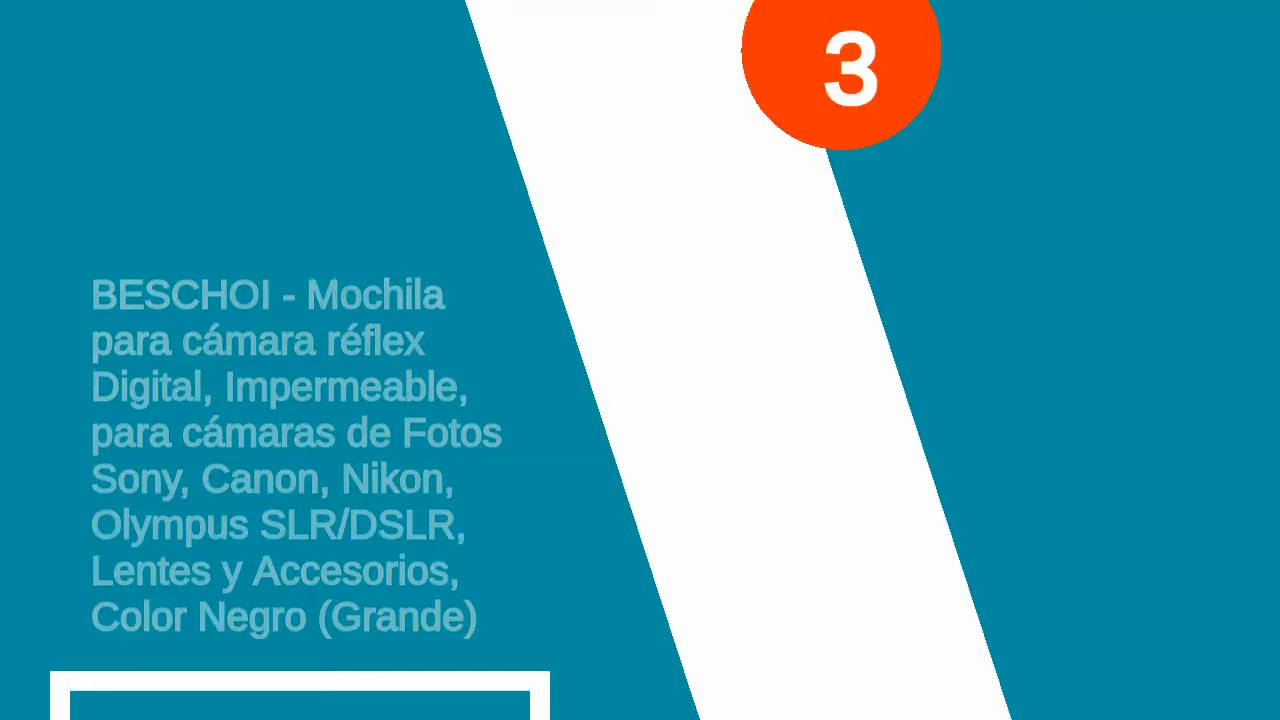 3
BESCHOI - Mochila
para cámara réflex
Digital, Impermeable,
para cámaras de Fotos
Sony, Canon, Nikon,
Olympus SLR/DSLR,
Lentes y Accesorios,
Color Negro (Grande)